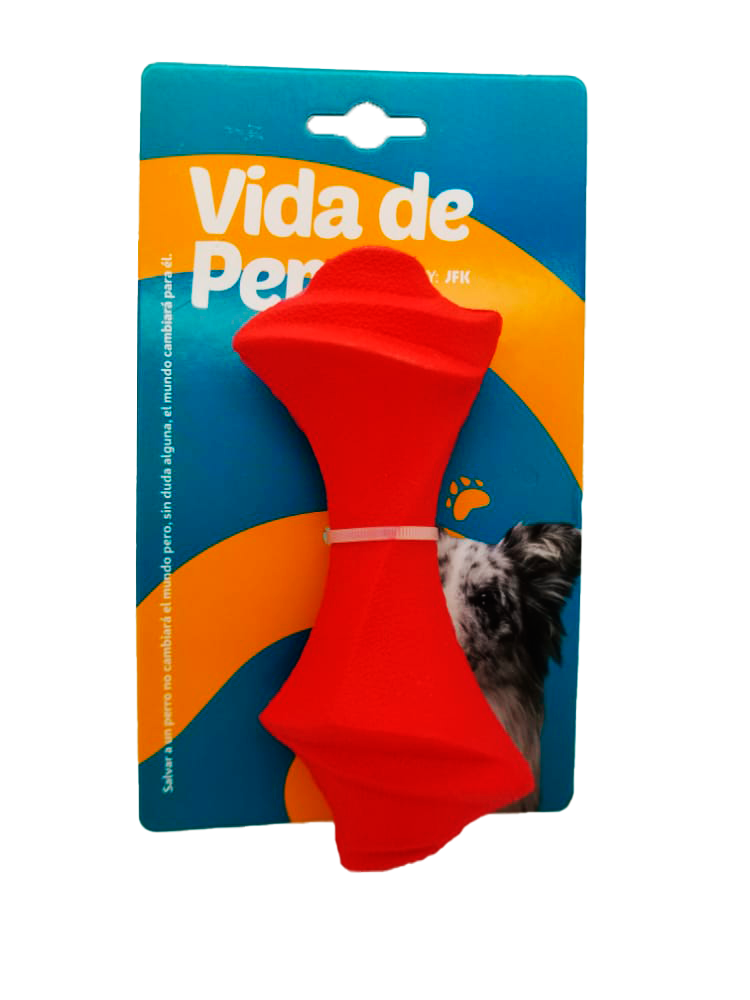 Vida de
Per
Y: JFK
Salvar a un perro no cambiará el mundo pero, sin duda alguna, el mundo cambiará para él.